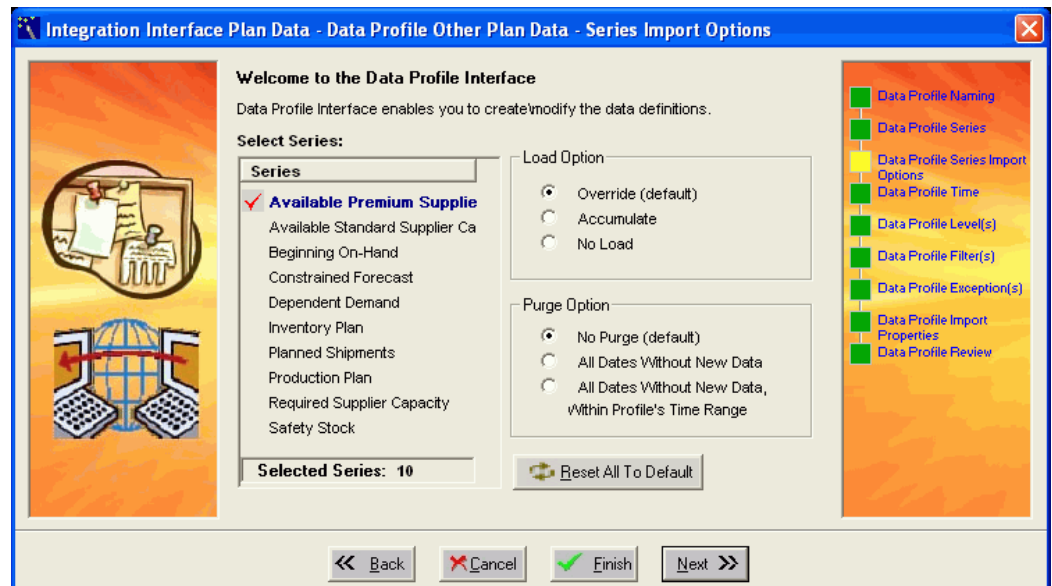 Integration Interface Plan Data - Data Profile Other Plan Data - Series Import Options
Welcome to the Data Profile Interface
Data Profile Interface enables you to create\modify the data definitions.
Select Series:
Series
Available Premium Supplie
Available Standard Supplier Ca
Beginning On-Hand
Constrained Forecast
Dependent Demand
Inventory Plan
Planned Shipments
Production Plan
Required Supplier Capacity
Safety Stock
Selected Series: 10
Load Option
Override (default)
Accumulate
No Load
Purge Option
No Purge (default)
All Dates Without New Data
All Dates Without New Data,
Within Profile's Time Range
Reset All To Default
Data Profile Naming
Data Profile Series
Data Profile Series Import
Options
Data Profile Time
Data Profile Level(s)
Data Profile Filter(s)
Data Profile Exception(s)
Data Profile Import
Properties
Data Profile Review
Back
Cancel
Finish
Next